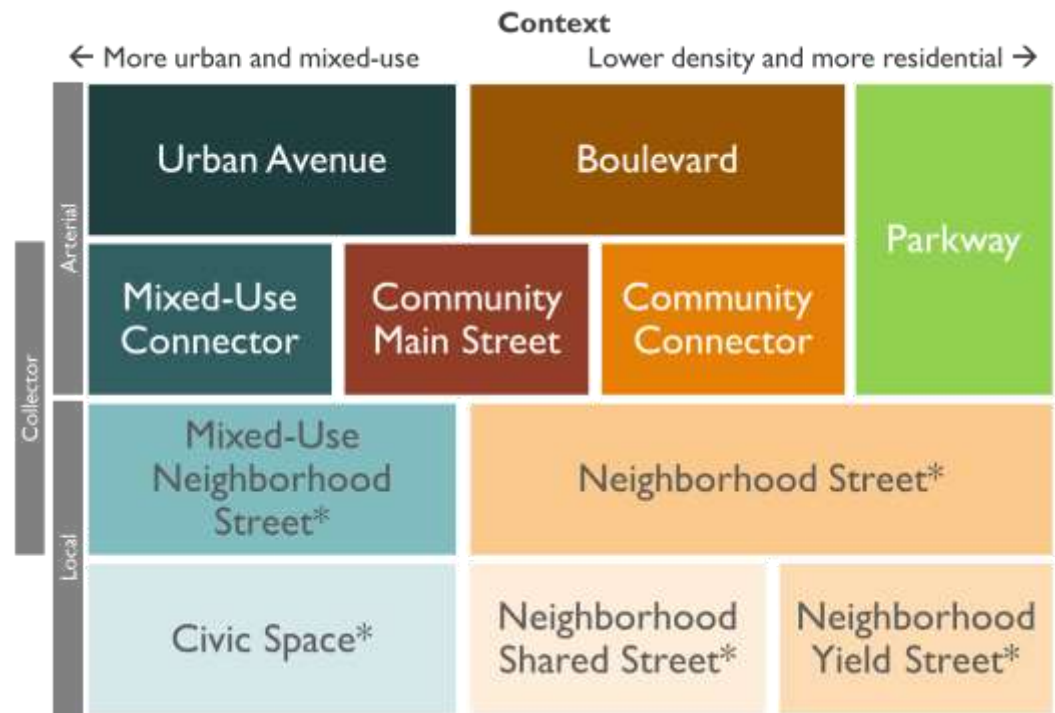 Context
← More urban and mixed-use
Lower density and more residential →
Arterial
Collector
Local
Urban Avenue
Boulevard
Parkway
Mixed-Use
Connector
Community
Main Street
Community
Connector
Mixed-Use
Neighborhood
Street*
Neighborhood Street*
Civic Space*
Neighborhood
Shared Street*
Neighborhood
Yield Street*